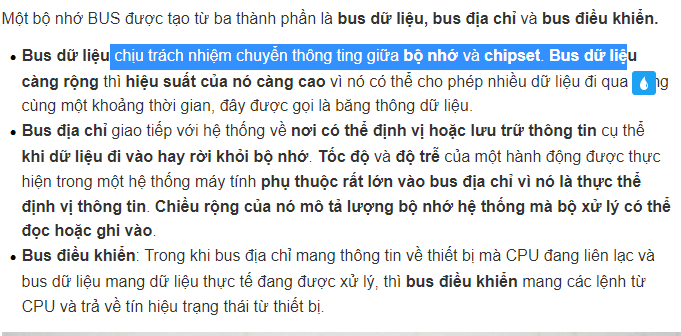 Một bộ nhớ BUS được tạo từ ba thành phần là bus dữ liệu, bus địa chỉ và bus điều khiển.
• Bus dữ liệu chịu trách nhiệm chuyển thông ting giữa bộ nhớ và chipset. Bus dữ liệu
càng rộng thì hiệu suất của nó càng cao vì nó có thể cho phép nhiều dữ liệu đi qua
cùng một khoảng thời gian, đây được gọi là băng thông dữ liệu.
• Bus địa chỉ giao tiếp với hệ thống về nơi có thể định vị hoặc lưu trữ thông tin cụ thể
khi dữ liệu đi vào hay rời khỏi bộ nhớ. Tốc độ và độ trễ của một hành động được thực
hiện trong một hệ thống máy tính phụ thuộc rất lớn vào bus địa chỉ vì nó là thực thể
định vị thông tin. Chiều rộng của nó mô tả lượng bộ nhớ hệ thống mà bộ xử lý có thể
đọc hoặc ghi vào.
• Bus điều khiển: Trong khi bus địa chỉ mang thông tin về thiết bị mà CPU đang liên lạc và
bus dữ liệu mang dữ liệu thực tế đang được xử lý, thì bus điều khiển mang các lệnh từ
CPU và trả về tín hiệu trạng thái từ thiết bị.